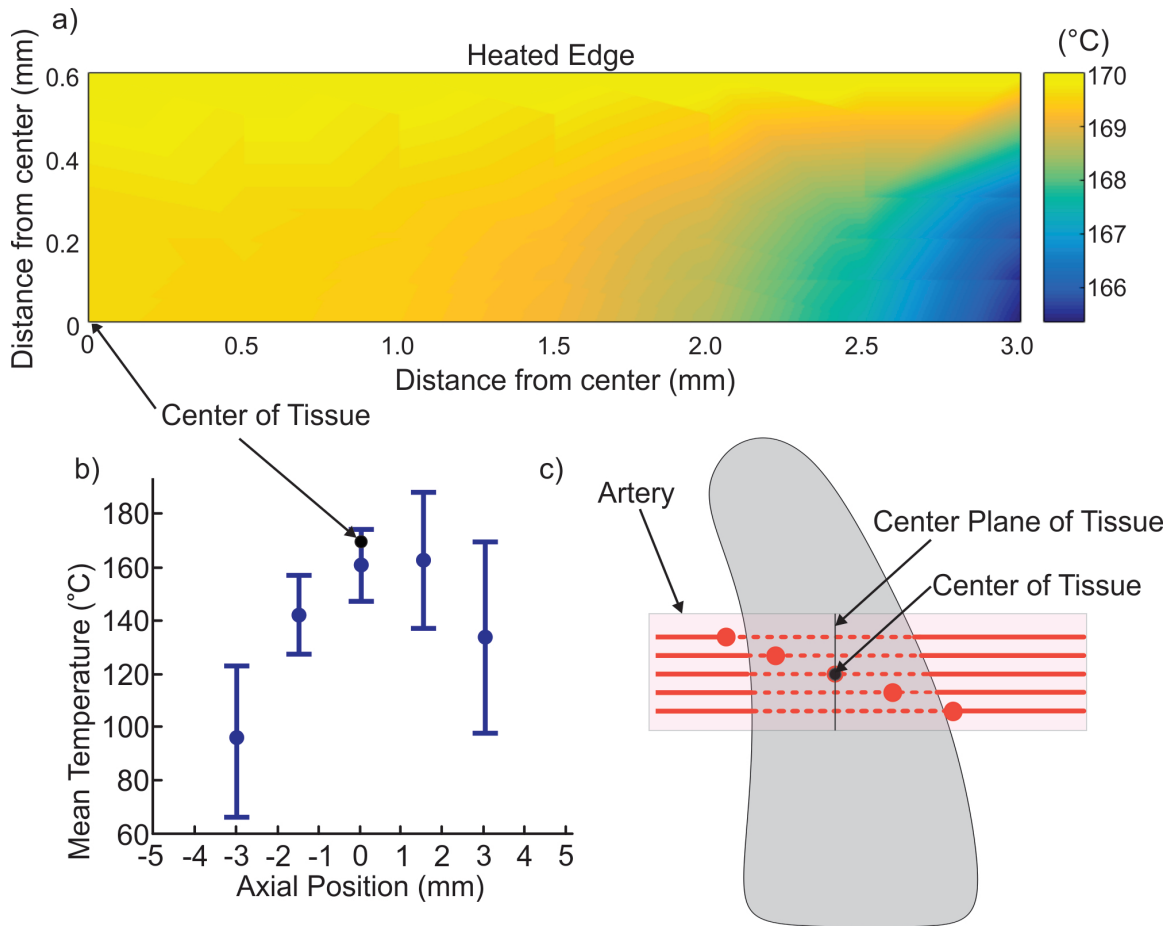 a)
Heated Edge
(°C)
Distance from center (mm)
0.6
0.4
0.2
0
0 0.5 1.0 1.5 2.0 2.5 3.0
Distance from center (mm)
170
169
168
167
166
Center of Tissue
b)
Mean Temperature (°C)
180
160
140
120
100
80
60
-5 -4 -3 -2 -1 0 1 2 3 4 5
Axial Position (mm)
c)
Artery
Center Plane of Tissue
Center of Tissue